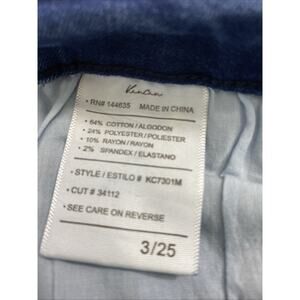 KanCan
• RN# 144635 MADE IN CHINA
• 64% COTTON / ALGODON
• 24% POLYESTER / POLIESTER
• 10% RAYON / RAYON
• 2% SPANDEX / ELASTANO
• STYLE / ESTILO # KC7301M
• CUT # 34112
• SEE CARE ON REVERSE
3/25